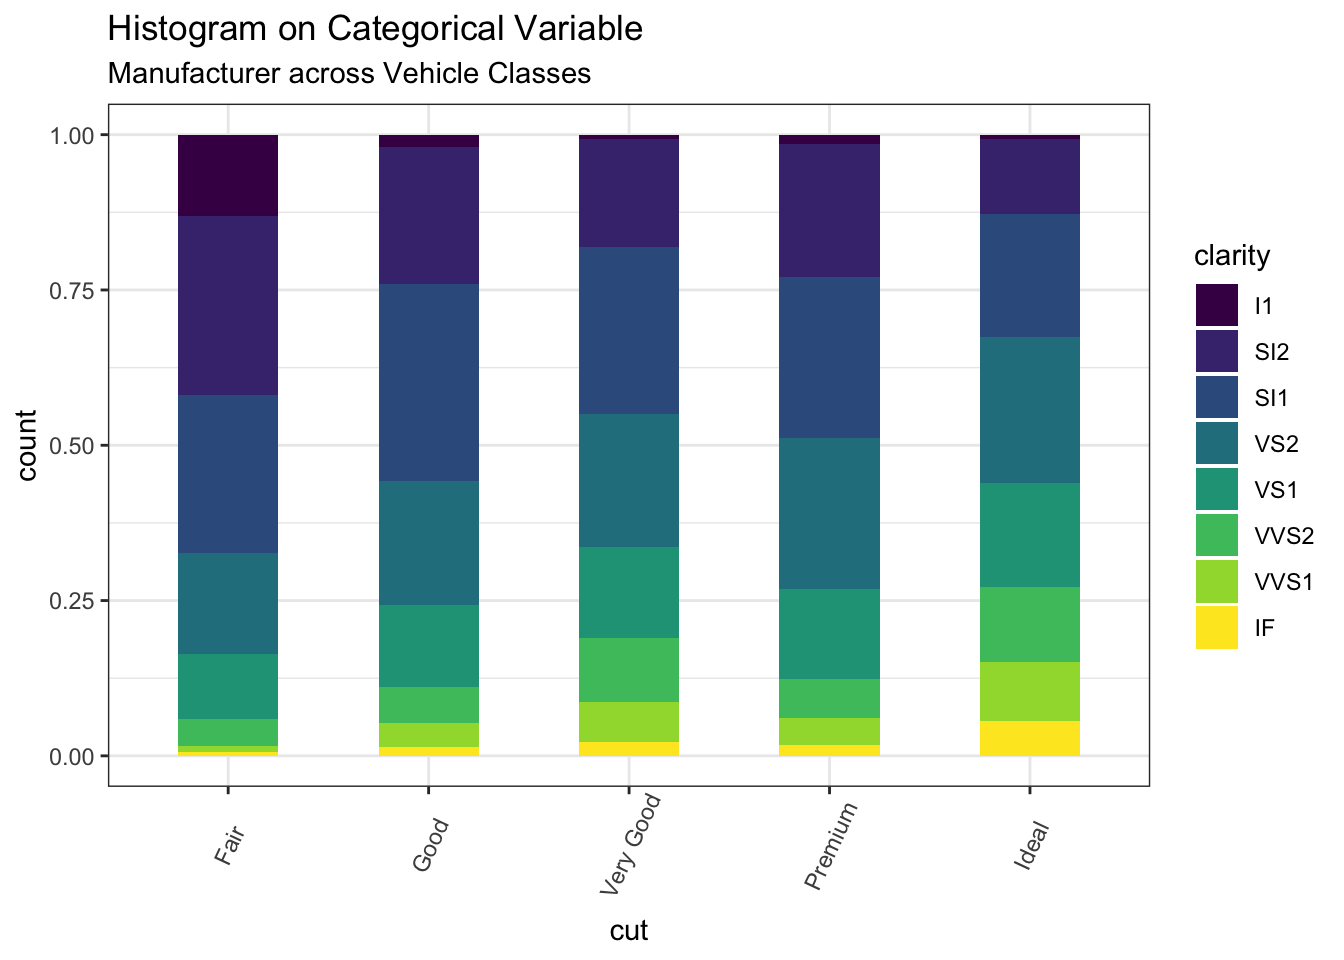 Histogram on Categorical Variable
Manufacturer across Vehicle Classes
1.00
0.75
0.50
0.25
0.00
count
Fair
Good
Very Good
Premium
Ideal
cut
clarity
I1
SI2
SI1
VS2
VS1
VVS2
VVS1
IF